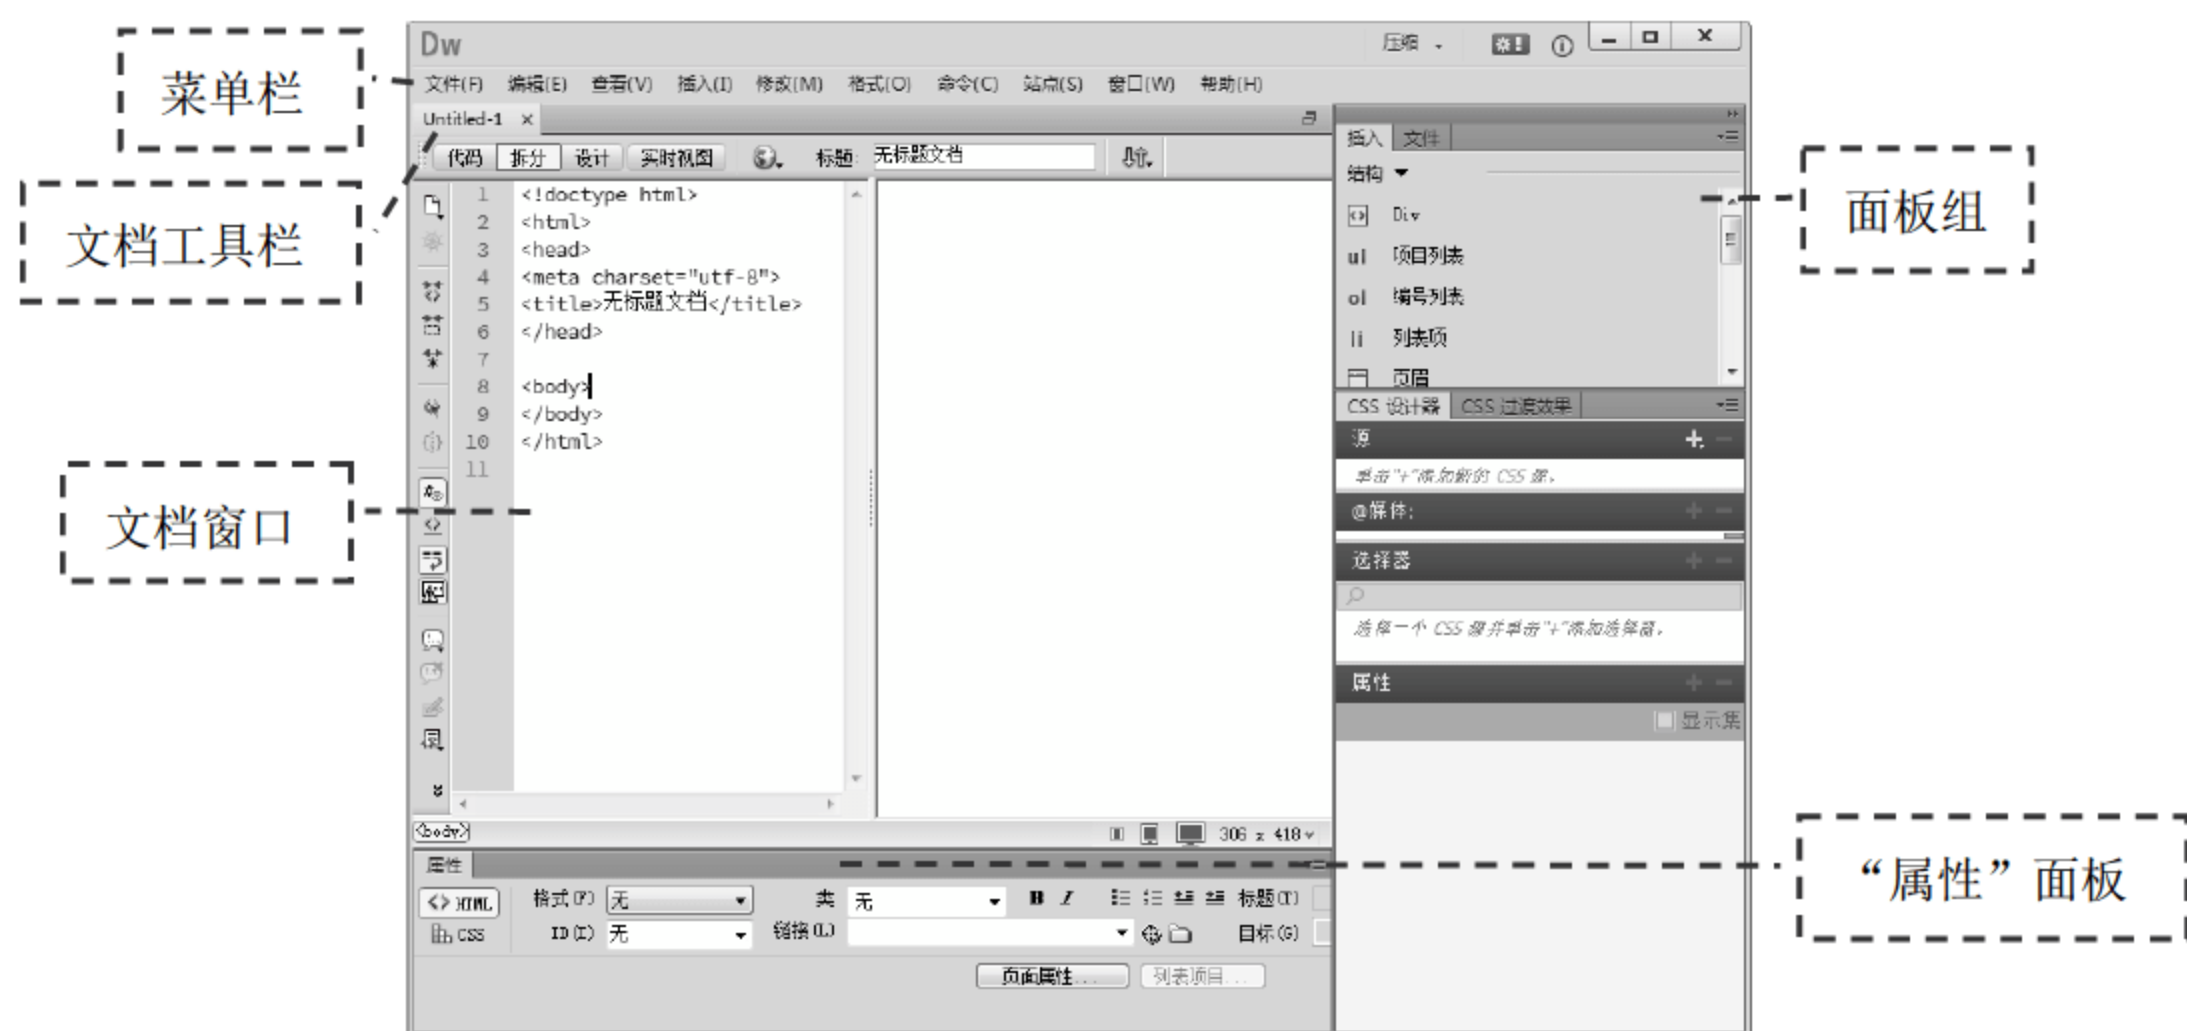 Dw
压缩
文件(F) 编辑(E) 查看(V) 插入(I) 修改(M) 格式(O) 命令(C) 站点(S) 窗口(W) 帮助(H)
菜单栏
Untitled-1 ×
代码 拆分 设计 实时视图 标题: 无标题文档
文档工具栏
1 <!doctype html>
2 <html>
3 <head>
4 <meta charset="utf-8">
5 <title>无标题文档</title>
6 </head>
7
8 <body>
9 </body>
10 </html>
11
文档窗口
插入 文件
结构
Div
ul 项目列表
ol 编号列表
li 列表项
页眉
面板组
CSS 设计器 CSS 过渡效果
源
单击"+"添加新的 CSS 源。
@媒体:
选择器
选择一个 CSS 源并单击"+"添加选择器。
属性
显示集
<body>
306 x 418
属性
<> HTML 格式(F) 无 类 无 B I 标题(T)
CSS ID(I) 无 链接(L) 目标(G)
页面属性... 列表项目...
“属性”面板